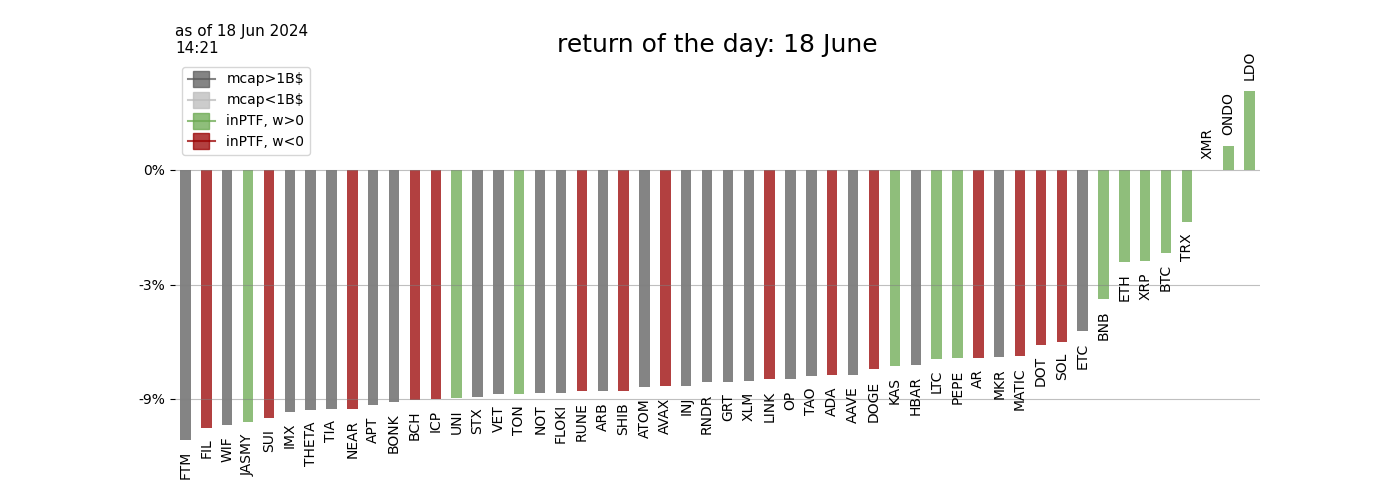 as of 18 Jun 2024
14:21
return of the day: 18 June
mcap>1B$
mcap<1B$
inPTF, w>0
inPTF, w<0
0%
-3%
-9%
FTM
FIL
WIF
JASMY
SUI
IMX
THETA
TIA
NEAR
APT
BONK
BCH
ICP
UNI
STX
VET
TON
NOT
FLOKI
RUNE
ARB
SHIB
ATOM
AVAX
INJ
RNDR
GRT
XLM
LINK
OP
TAO
ADA
AAVE
DOGE
KAS
HBAR
LTC
PEPE
AR
MKR
MATIC
DOT
SOL
ETC
BNB
ETH
XRP
BTC
TRX
XMR
ONDO
LDO